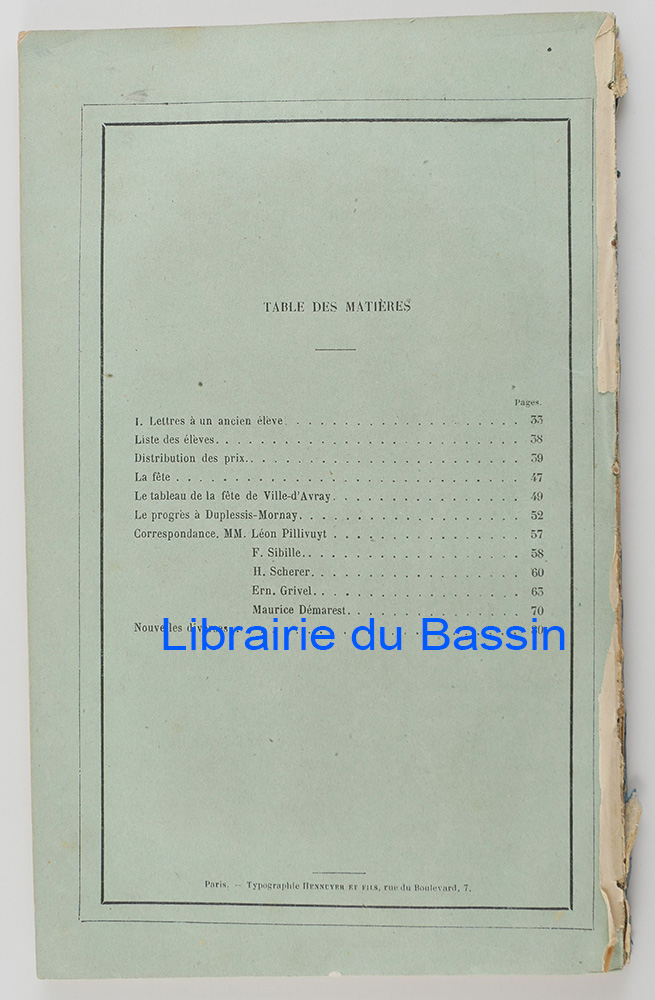 TABLE DES MATIÈRES
Pages.
I. Lettres à un ancien élève. . . . . . . . . . . . . . . . . 33
Liste des élèves. . . . . . . . . . . . . . . . . . . . . . 38
Distribution des prix. . . . . . . . . . . . . . . . . . . . 39
La fête . . . . . . . . . . . . . . . . . . . . . . . . . 47
Le tableau de la fête de Ville-d'Avray. . . . . . . . . . . . . . 49
Le progrès à Duplessis-Mornay. . . . . . . . . . . . . . . . 52
Correspondance. MM. Léon Pillivuyt . . . . . . . . . . . . . . 57
F. Sibille. . . . . . . . . . . . . . . . . 58
H. Scherer. . . . . . . . . . . . . . . . 60
Ern. Grivel. . . . . . . . . . . . . . . . 63
Maurice Démarest. . . . . . . . . . . . . 70
Nouvelles diverses.
Librairie du Bassin
Paris. — Typographie HENNUYER ET FILS, rue du Boulevard, 7.